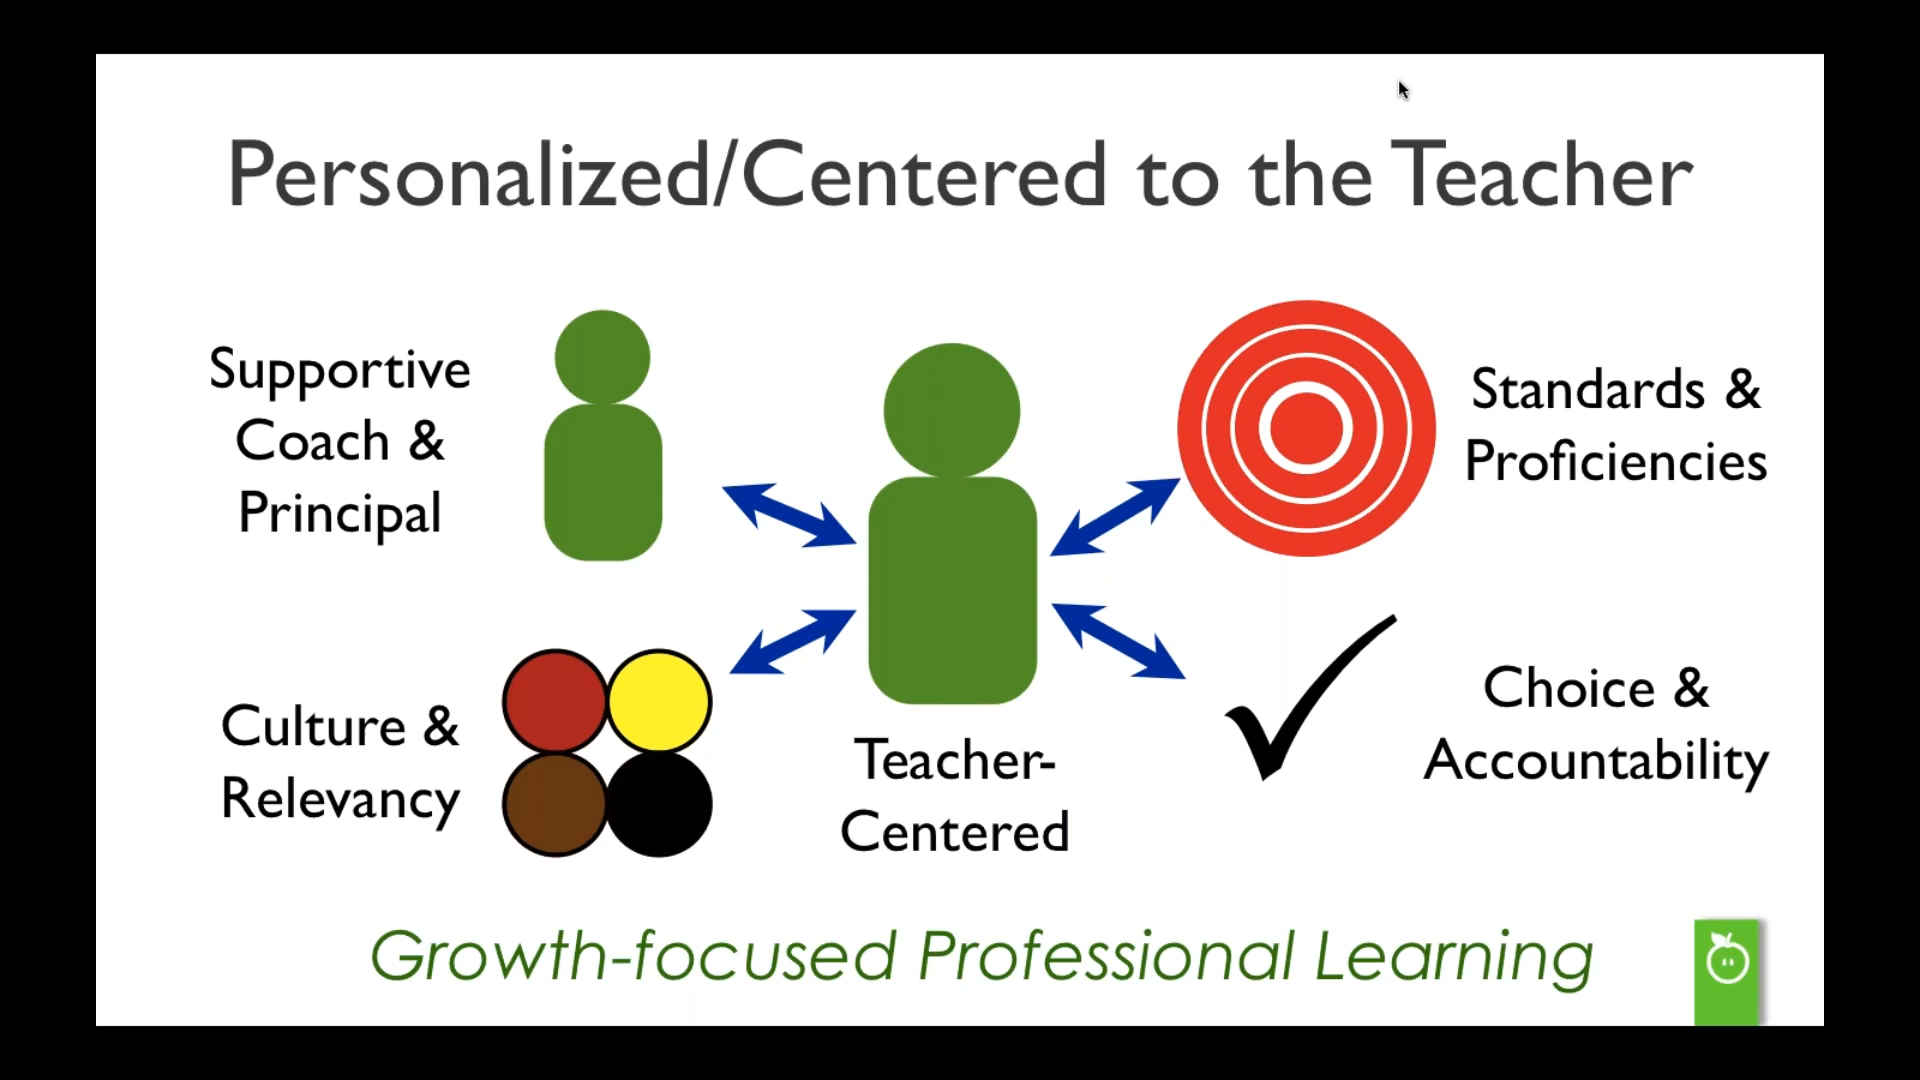 Personalized/Centered to the Teacher
Supportive
Coach &
Principal
Standards &
Proficiencies
Culture &
Relevancy
Teacher-
Centered
Choice &
Accountability
Growth-focused Professional Learning